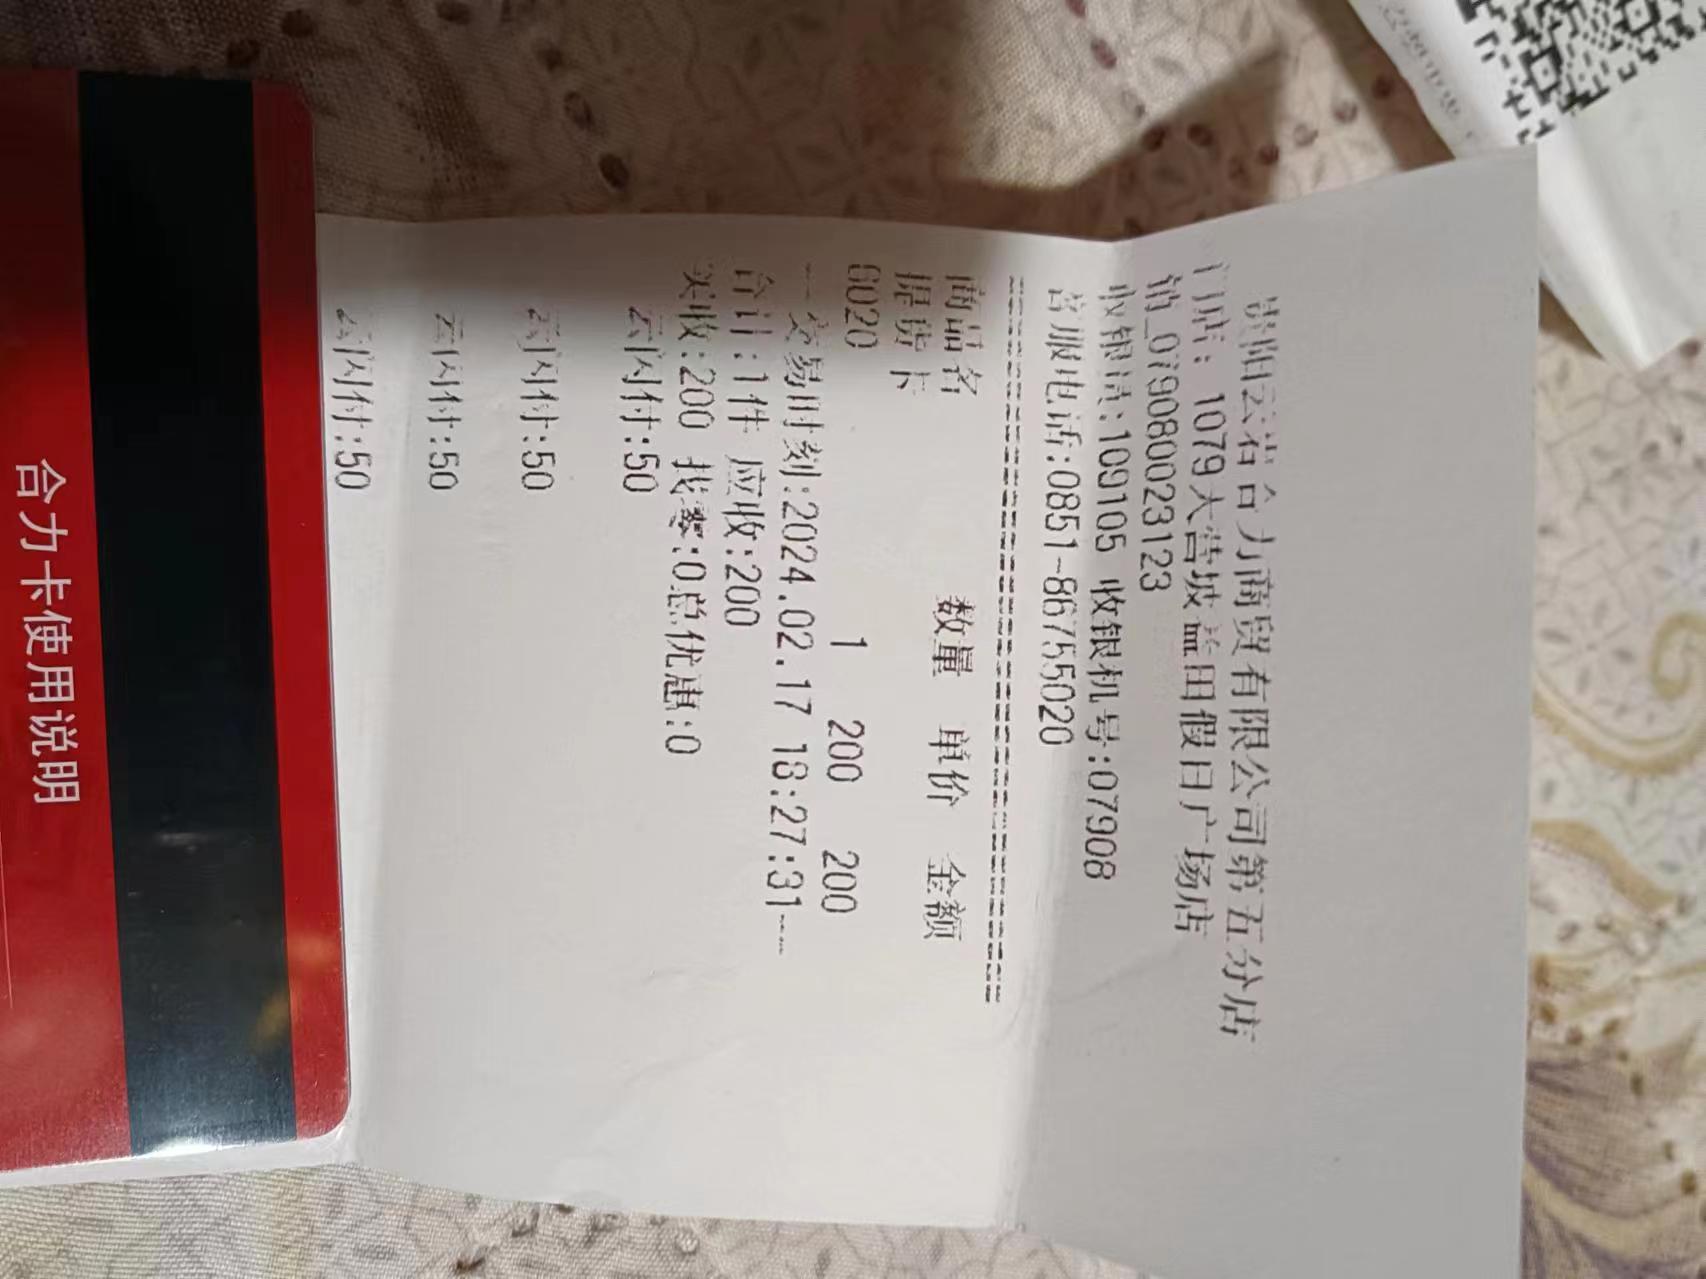 贵阳云岩合力商贸有限公司第五分店
门店：1079大营坡益田假日广场店
销_079080023123
收银员:109105 收银机号:07908
客服电话:0851-86755020
商品名 数量 单价 金额
提货卡
6020 1 200 200
--交易时刻:2024.02.17 18:27:31--
合计:1件 应收:200
实收:200 找零:0总优惠:0
云闪付:50
云闪付:50
云闪付:50
云闪付:50
合力卡使用说明